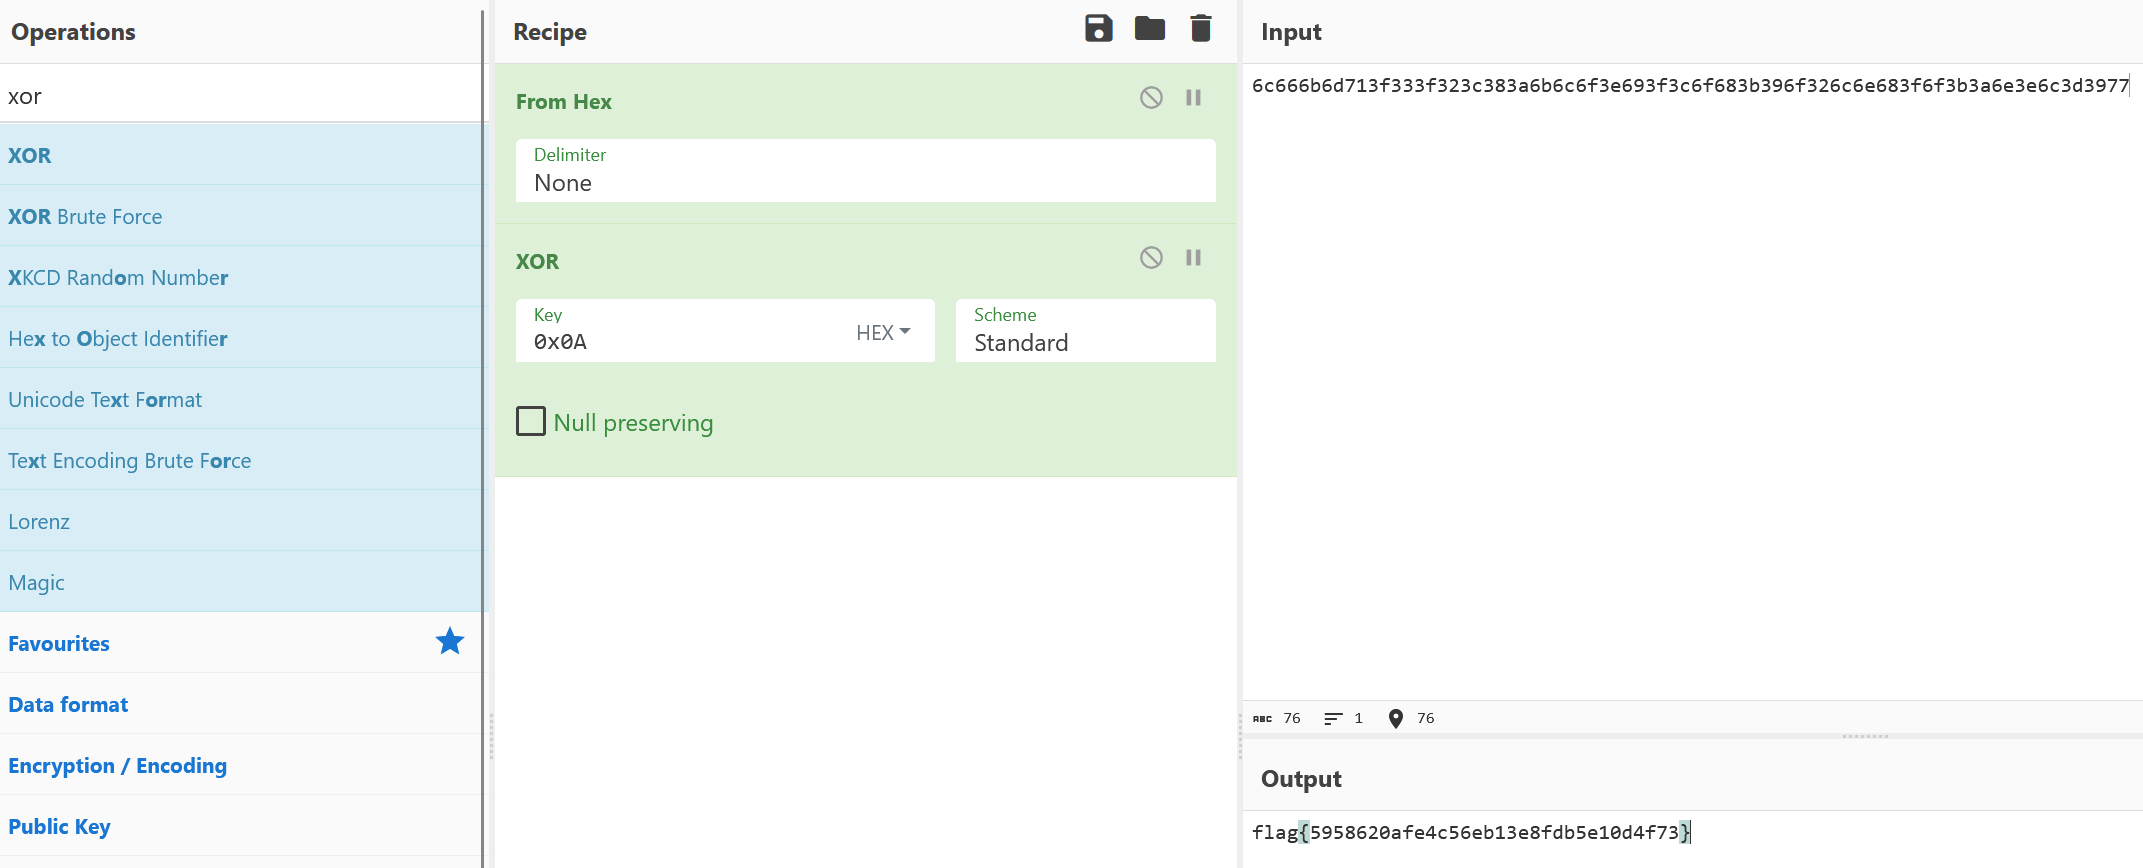 Operations
xor
XOR
XOR Brute Force
XKCD Random Number
Hex to Object Identifier
Unicode Text Format
Text Encoding Brute Force
Lorenz
Magic
Favourites
Data format
Encryption / Encoding
Public Key
Recipe
From Hex
Delimiter
None
XOR
Key
0x0A
HEX
Scheme
Standard
Null preserving
Input
6c666b6d713f333f323c383a6b6c6f3e693f3c6f683b396f326c6e683f6f3b3a6e3e6c3d3977
ABC 76
1
76
Output
flag{5958620afe4c56eb13e8fdb5e10d4f73}